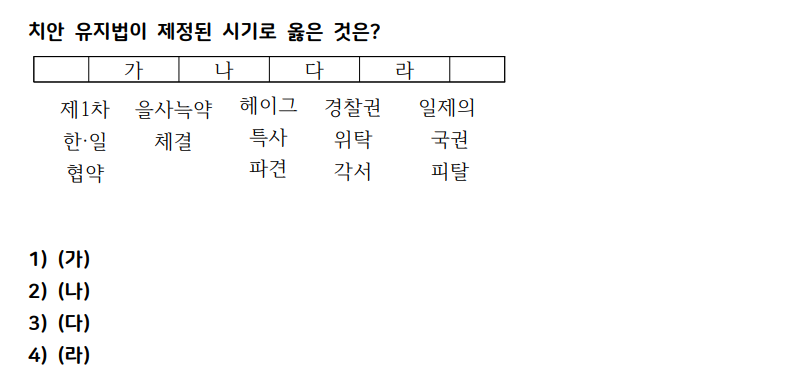 치안 유지법이 제정된 시기로 옳은 것은?
가 나 다 라
제1차 을사늑약 헤이그 경찰권 일제의
한·일 체결 특사 위탁 국권
협약 파견 각서 피탈
1) (가)
2) (나)
3) (다)
4) (라)